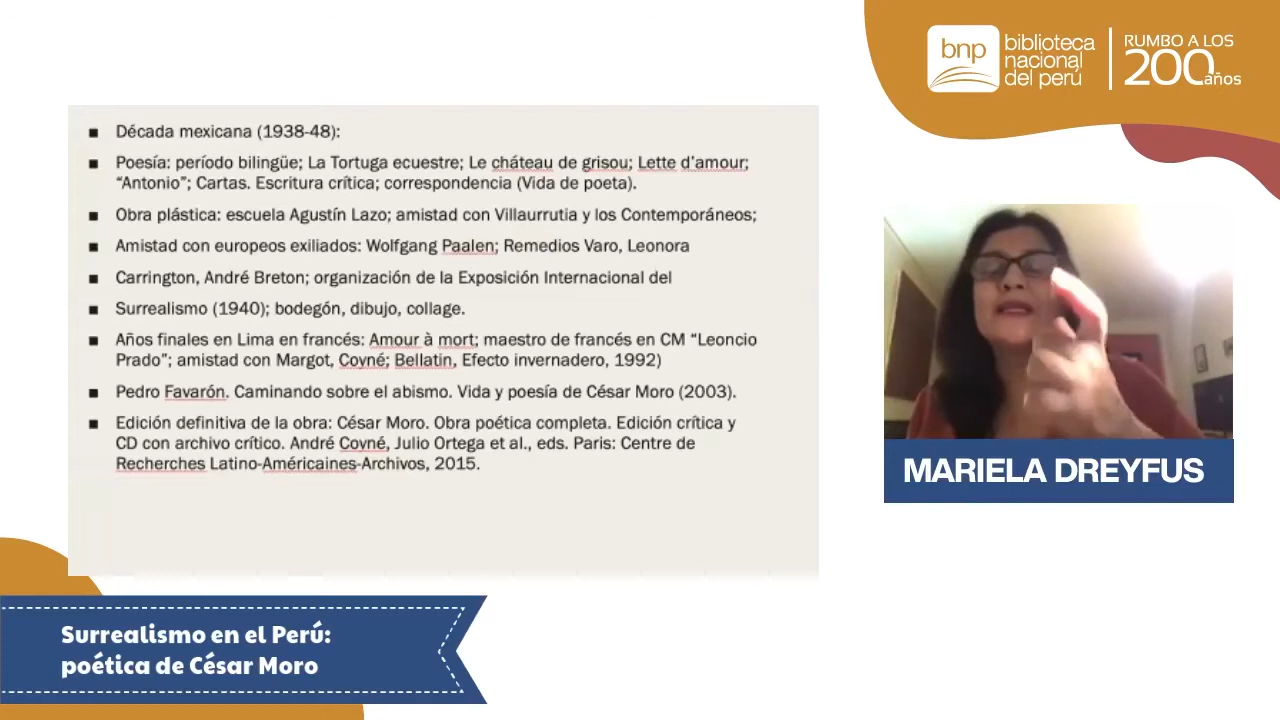 bnp
biblioteca
nacional
del perú
RUMBO A LOS
200 años
Década mexicana (1938-48):
Poesía: período bilingüe; La Tortuga ecuestre; Le cháteau de grisou; Lette d’amour;
“Antonio”; Cartas. Escritura crítica; correspondencia (Vida de poeta).
Obra plástica: escuela Agustín Lazo; amistad con Villaurrutia y los Contemporáneos;
Amistad con europeos exiliados: Wolfgang Paalen; Remedios Varo, Leonora
Carrington, André Breton; organización de la Exposición Internacional del
Surrealismo (1940); bodegón, dibujo, collage.
Años finales en Lima en francés: Amour à mort; maestro de francés en CM “Leoncio
Prado”; amistad con Margot, Coyné; Bellatin, Efecto invernadero, 1992)
Pedro Favarón. Caminando sobre el abismo. Vida y poesía de César Moro (2003).
Edición definitiva de la obra: César Moro. Obra poética completa. Edición crítica y
CD con archivo crítico. André Coyné, Julio Ortega et al., eds. Paris: Centre de
Recherches Latino-Américaines-Archivos, 2015.
MARIELA DREYFUS
Surrealismo en el Perú:
poética de César Moro